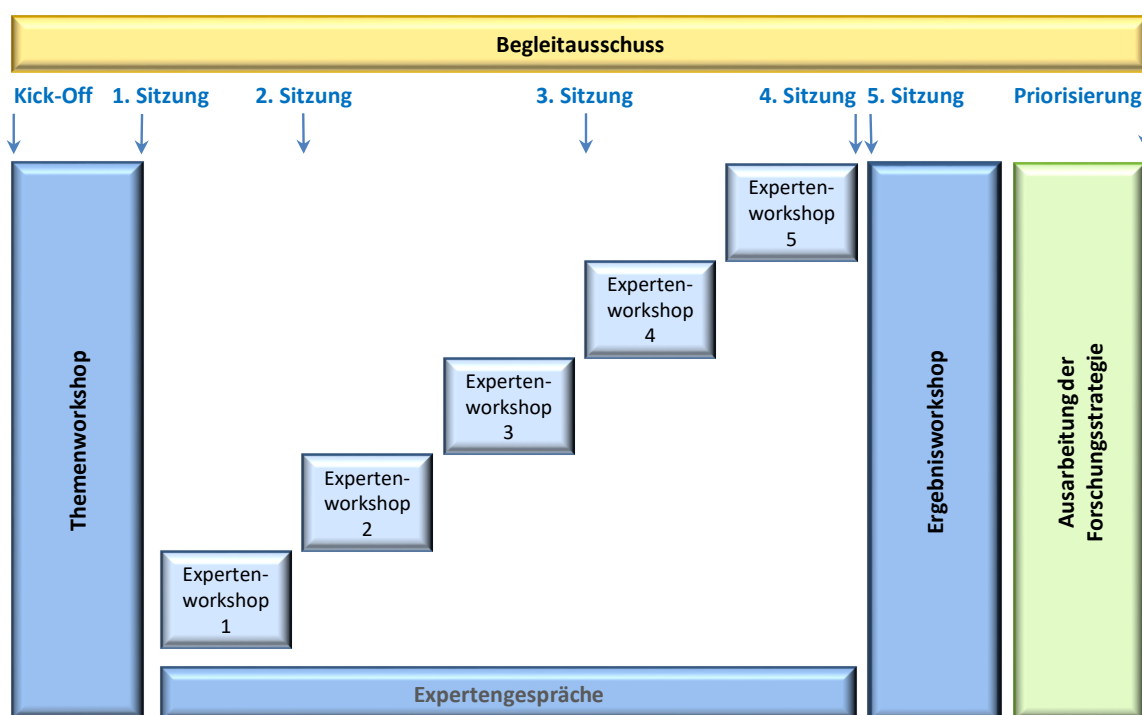 Begleitausschuss
Kick-Off 1. Sitzung 2. Sitzung 3. Sitzung 4. Sitzung 5. Sitzung Priorisierung
Themenworkshop
Experten-
workshop
1
Experten-
workshop
2
Experten-
workshop
3
Experten-
workshop
4
Experten-
workshop
5
Expertengespräche
Ergebnisworkshop
Ausarbeitung der
Forschungsstrategie